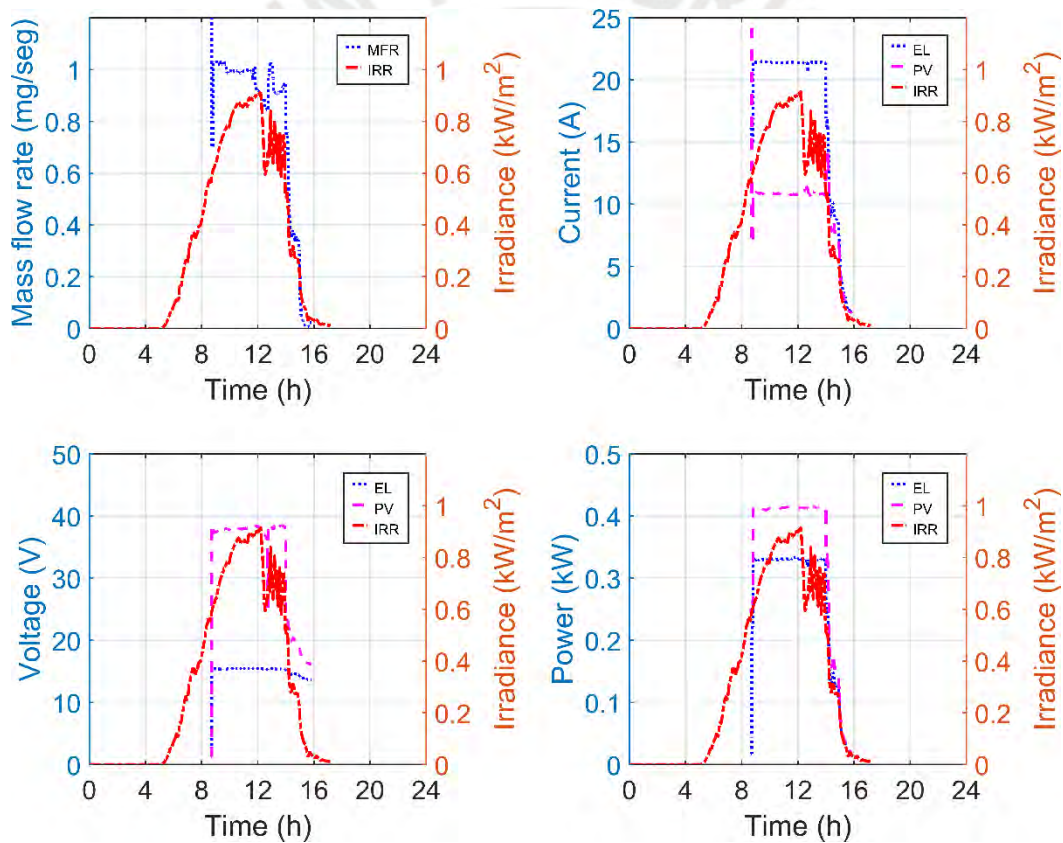 Mass flow rate (mg/seg)
1
0.8
0.6
0.4
0.2
0
MFR
IRR
1
0.8
0.6
0.4
0.2
0
Irradiance (kW/m²)
0 4 8 12 16 20 24
Time (h)
Current (A)
25
20
15
10
5
0
EL
PV
IRR
1
0.8
0.6
0.4
0.2
0
Irradiance (kW/m²)
0 4 8 12 16 20 24
Time (h)
Voltage (V)
50
40
30
20
10
0
EL
PV
IRR
1
0.8
0.6
0.4
0.2
0
Irradiance (kW/m²)
0 4 8 12 16 20 24
Time (h)
Power (kW)
0.5
0.4
0.3
0.2
0.1
0
EL
PV
IRR
1
0.8
0.6
0.4
0.2
0
Irradiance (kW/m²)
0 4 8 12 16 20 24
Time (h)